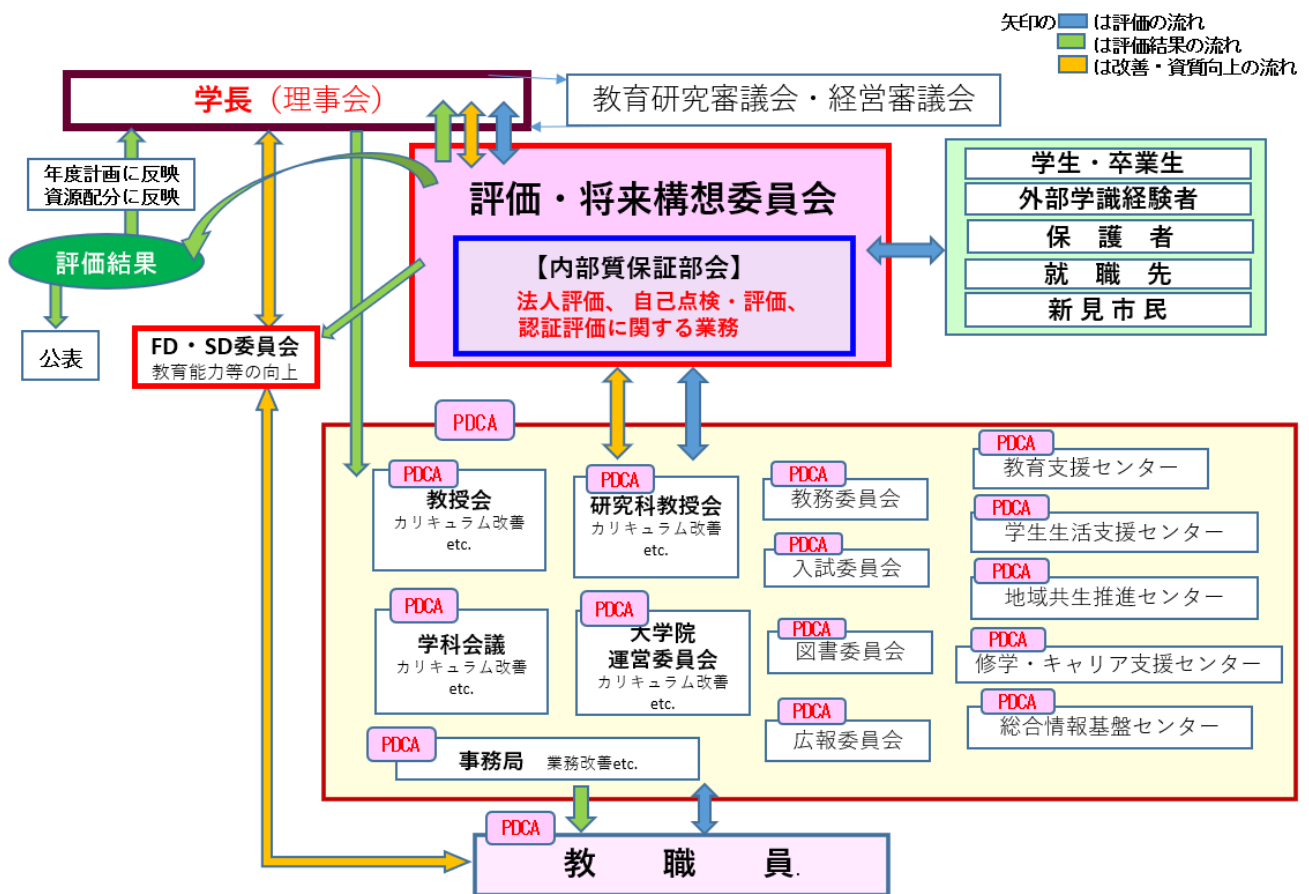 矢印の は評価の流れ
は評価結果の流れ
は改善・資質向上の流れ
学長（理事会）
教育研究審議会・経営審議会
年度計画に反映
資源配分に反映
評価結果
公表
FD・SD委員会
教育能力等の向上
評価・将来構想委員会
【内部質保証部会】
法人評価、自己点検・評価、
認証評価に関する業務
学生・卒業生
外部学識経験者
保 護 者
就 職 先
新 見 市 民
PDCA
PDCA
教授会
カリキュラム改善
etc.
PDCA
研究科教授会
カリキュラム改善
etc.
PDCA
教務委員会
PDCA
教育支援センター
PDCA
学生生活支援センター
PDCA
入試委員会
PDCA
地域共生推進センター
PDCA
学科会議
カリキュラム改善
etc.
PDCA
大学院
運営委員会
カリキュラム改善
etc.
PDCA
図書委員会
PDCA
修学・キャリア支援センター
PDCA
広報委員会
PDCA
総合情報基盤センター
PDCA
事務局 業務改善etc.
PDCA
教 職 員.